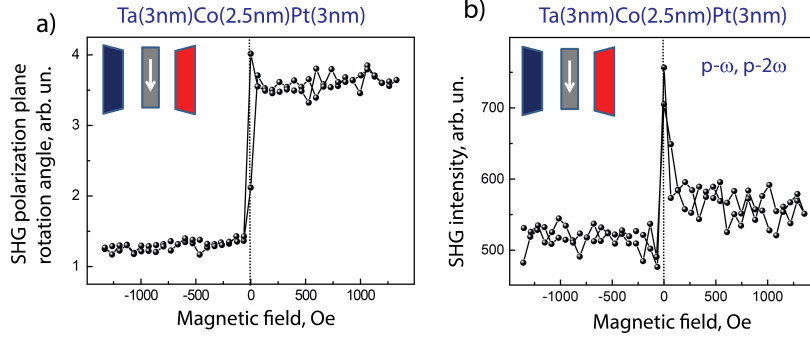 a)
Ta(3nm)Co(2.5nm)Pt(3nm)
SHG polarization plane
rotation angle, arb. un.
4
3
2
1
-1000
-500
0
500
1000
Magnetic field, Oe
b)
Ta(3nm)Co(2.5nm)Pt(3nm)
p-ω, p-2ω
SHG intensity, arb. un.
700
600
500
-1000
-500
0
500
1000
Magnetic field, Oe